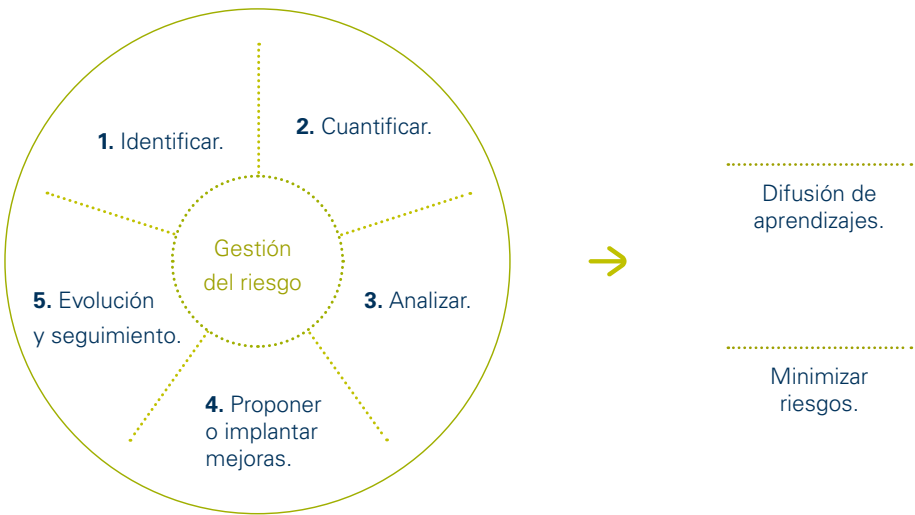 1. Identificar.
2. Cuantificar.
Gestión
del riesgo
3. Analizar.
4. Proponer
o implantar
mejoras.
5. Evolución
y seguimiento.
Difusión de
aprendizajes.
Minimizar
riesgos.